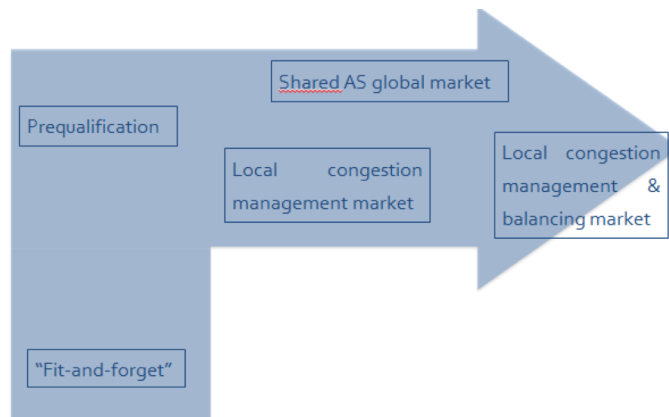 Shared AS global market
Prequalification
Local congestion
management market
Local congestion
management &
balancing market
“Fit-and-forget”